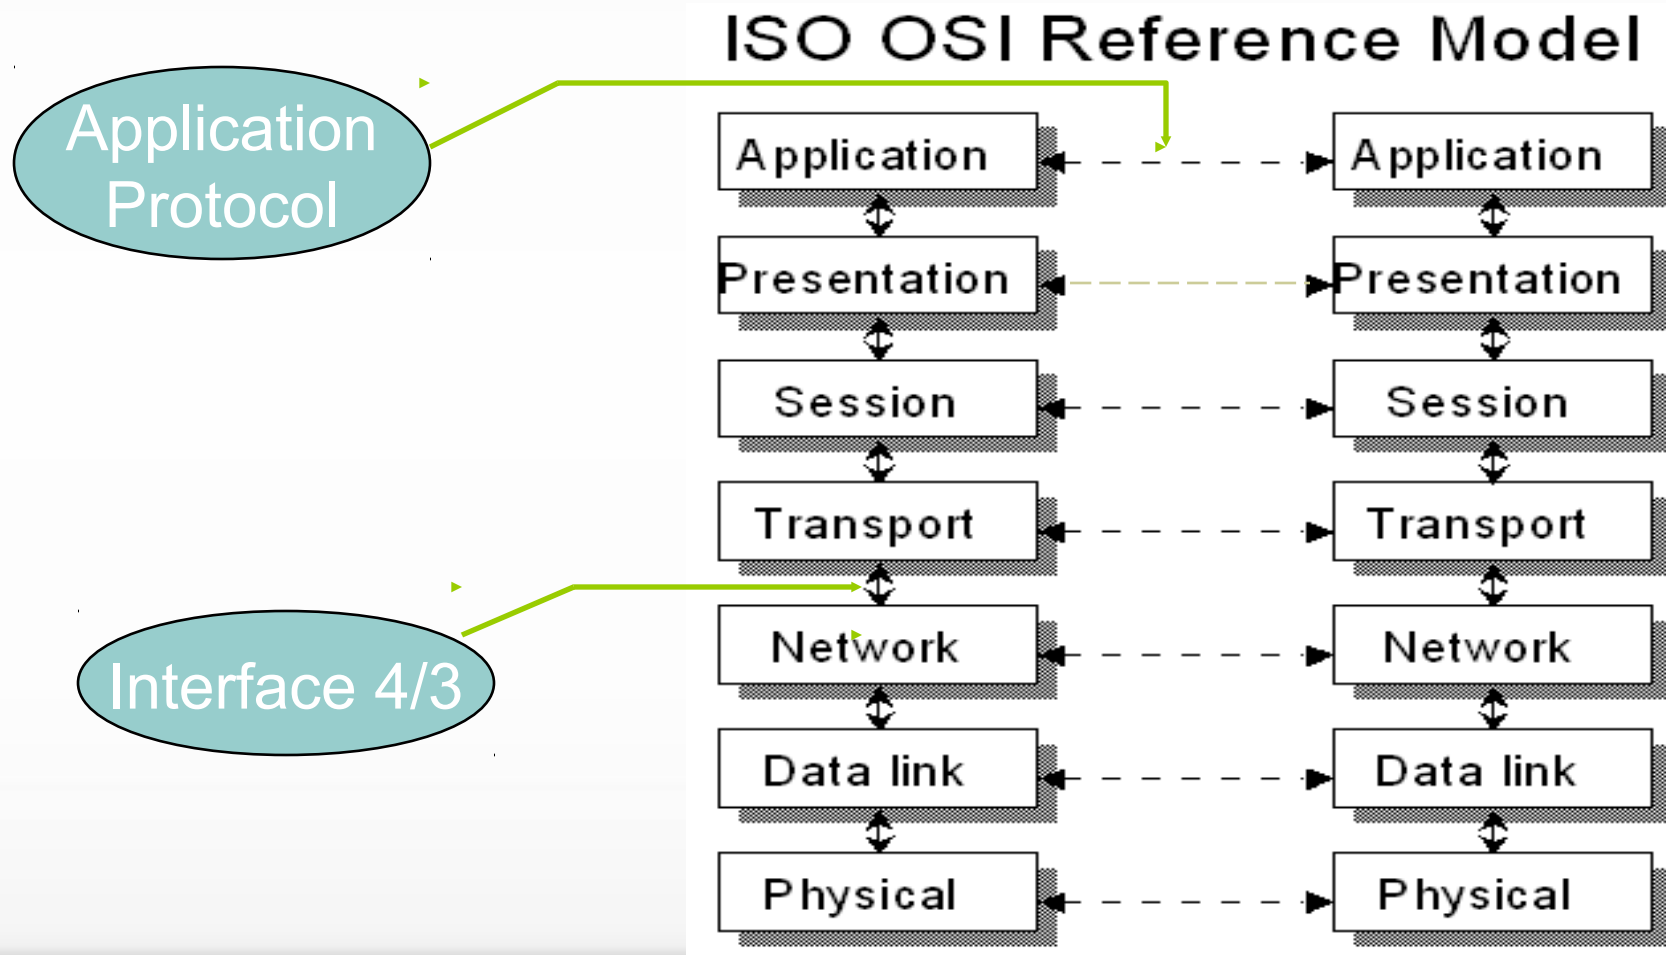 ISO OSI Reference Model
Application
Protocol
Application
Application
Presentation
Presentation
Session
Session
Transport
Transport
Interface 4/3
Network
Network
Data link
Data link
Physical
Physical